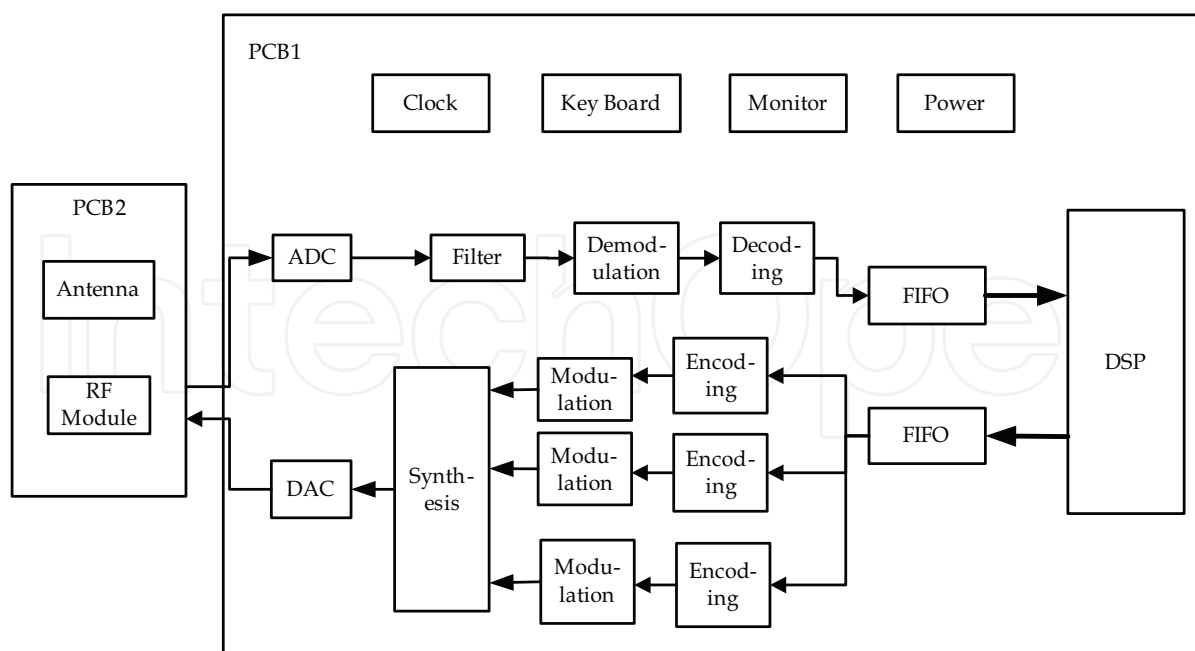 PCB1
Clock
Key Board
Monitor
Power
PCB2
Antenna
RF
Module
ADC
Filter
Demod-
ulation
Decod-
ing
FIFO
DSP
Modu-
lation
Encod-
ing
FIFO
Modu-
lation
Encod-
ing
Modu-
lation
Encod-
ing
Synth-
esis
DAC
IntechOpe